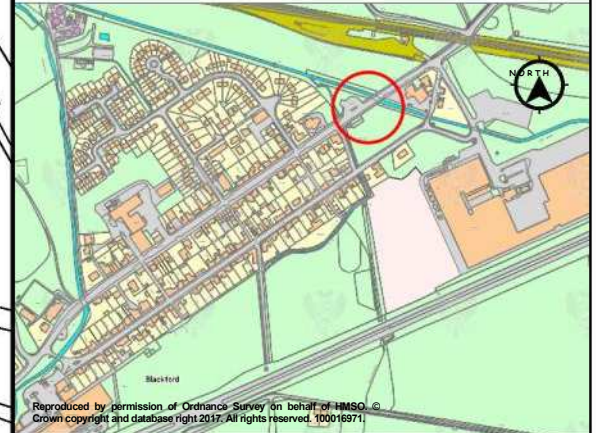 NORTH
Blackford
Reproduced by permission of Ordnance Survey on behalf of HMSO. ©
Crown copyright and database right 2017. All rights reserved. 100016971.